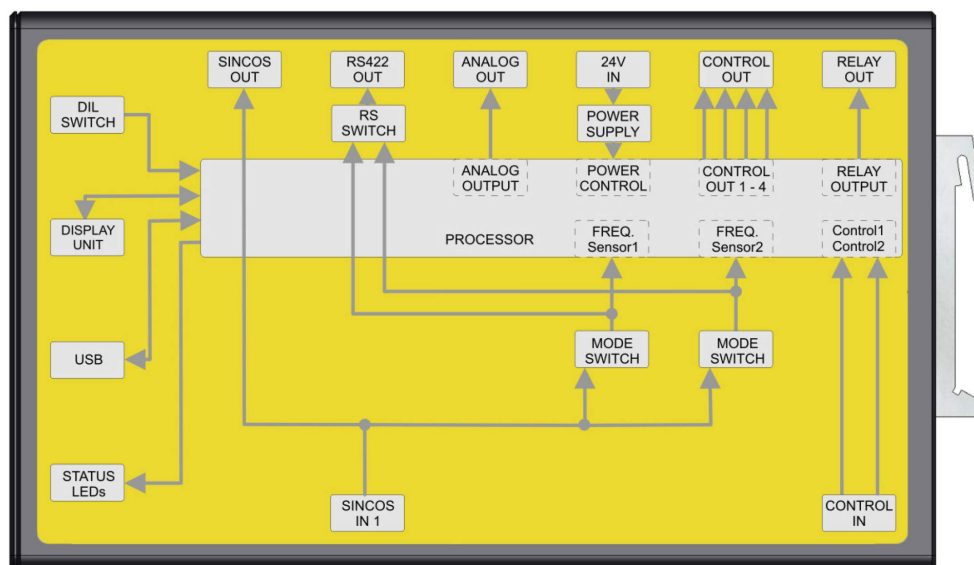 SINCOS
OUT
RS422
OUT
ANALOG
OUT
24V
IN
CONTROL
OUT
RELAY
OUT
DIL
SWITCH
RS
SWITCH
POWER
SUPPLY
ANALOG
OUTPUT
POWER
CONTROL
CONTROL
OUT 1 - 4
RELAY
OUTPUT
DISPLAY
UNIT
PROCESSOR
FREQ.
Sensor1
FREQ.
Sensor2
Control1
Control2
USB
MODE
SWITCH
MODE
SWITCH
STATUS
LEDs
SINCOS
IN 1
CONTROL
IN